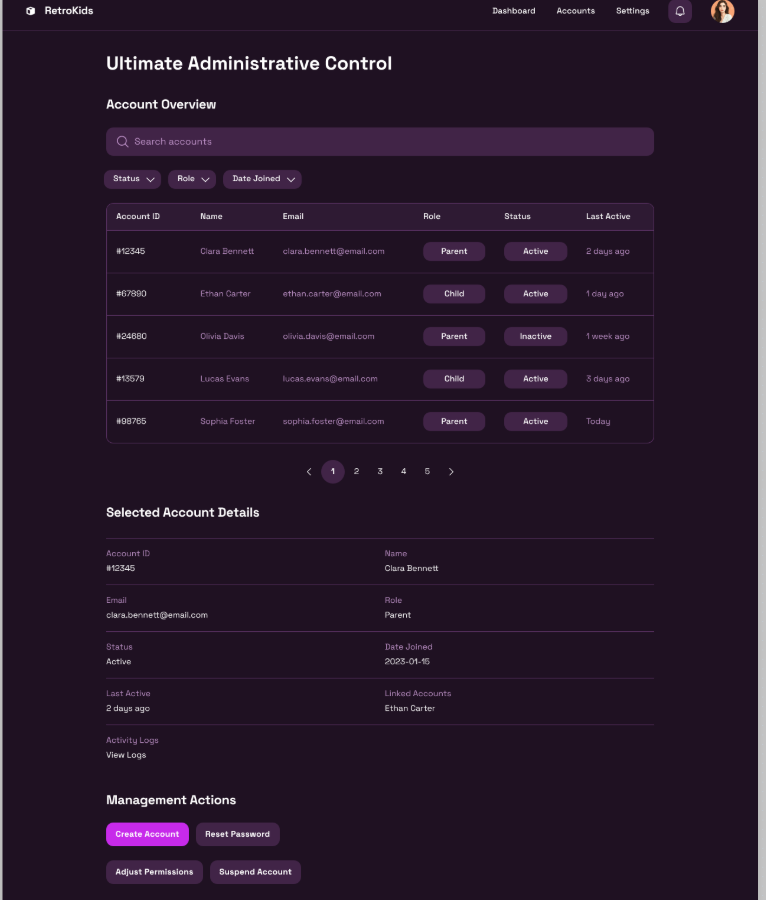 RetroKids Dashboard Accounts Settings
Ultimate Administrative Control
Account Overview
Search accounts
Status Role Date Joined
Account ID Name Email Role Status Last Active
#12345 Clara Bennett clara.bennett@email.com Parent Active 2 days ago
#67890 Ethan Carter ethan.carter@email.com Child Active 1 day ago
#24680 Olivia Davis olivia.davis@email.com Parent Inactive 1 week ago
#13579 Lucas Evans lucas.evans@email.com Child Active 3 days ago
#98765 Sophia Foster sophia.foster@email.com Parent Active Today
1 2 3 4 5
Selected Account Details
Account ID Name
#12345 Clara Bennett
Email Role
clara.bennett@email.com Parent
Status Date Joined
Active 2023-01-15
Last Active Linked Accounts
2 days ago Ethan Carter
Activity Logs
View Logs
Management Actions
Create Account Reset Password
Adjust Permissions Suspend Account